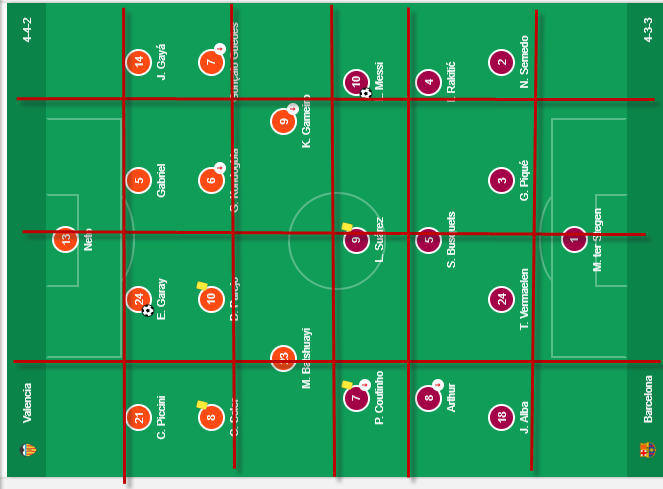 Valencia
4-4-2
13
Neto
21
C. Piccini
24
E. Garay
5
Gabriel
14
J. Gayá
8
10
6
7
23
M. Batshuayi
9
K. Gameiro
7
P. Coutinho
9
L. Suárez
10
Messi
8
Arthur
5
S. Busquets
4
Rakitić
18
J. Alba
24
T. Vermaelen
3
G. Piqué
2
N. Semedo
1
M. ter Stegen
Barcelona
4-3-3